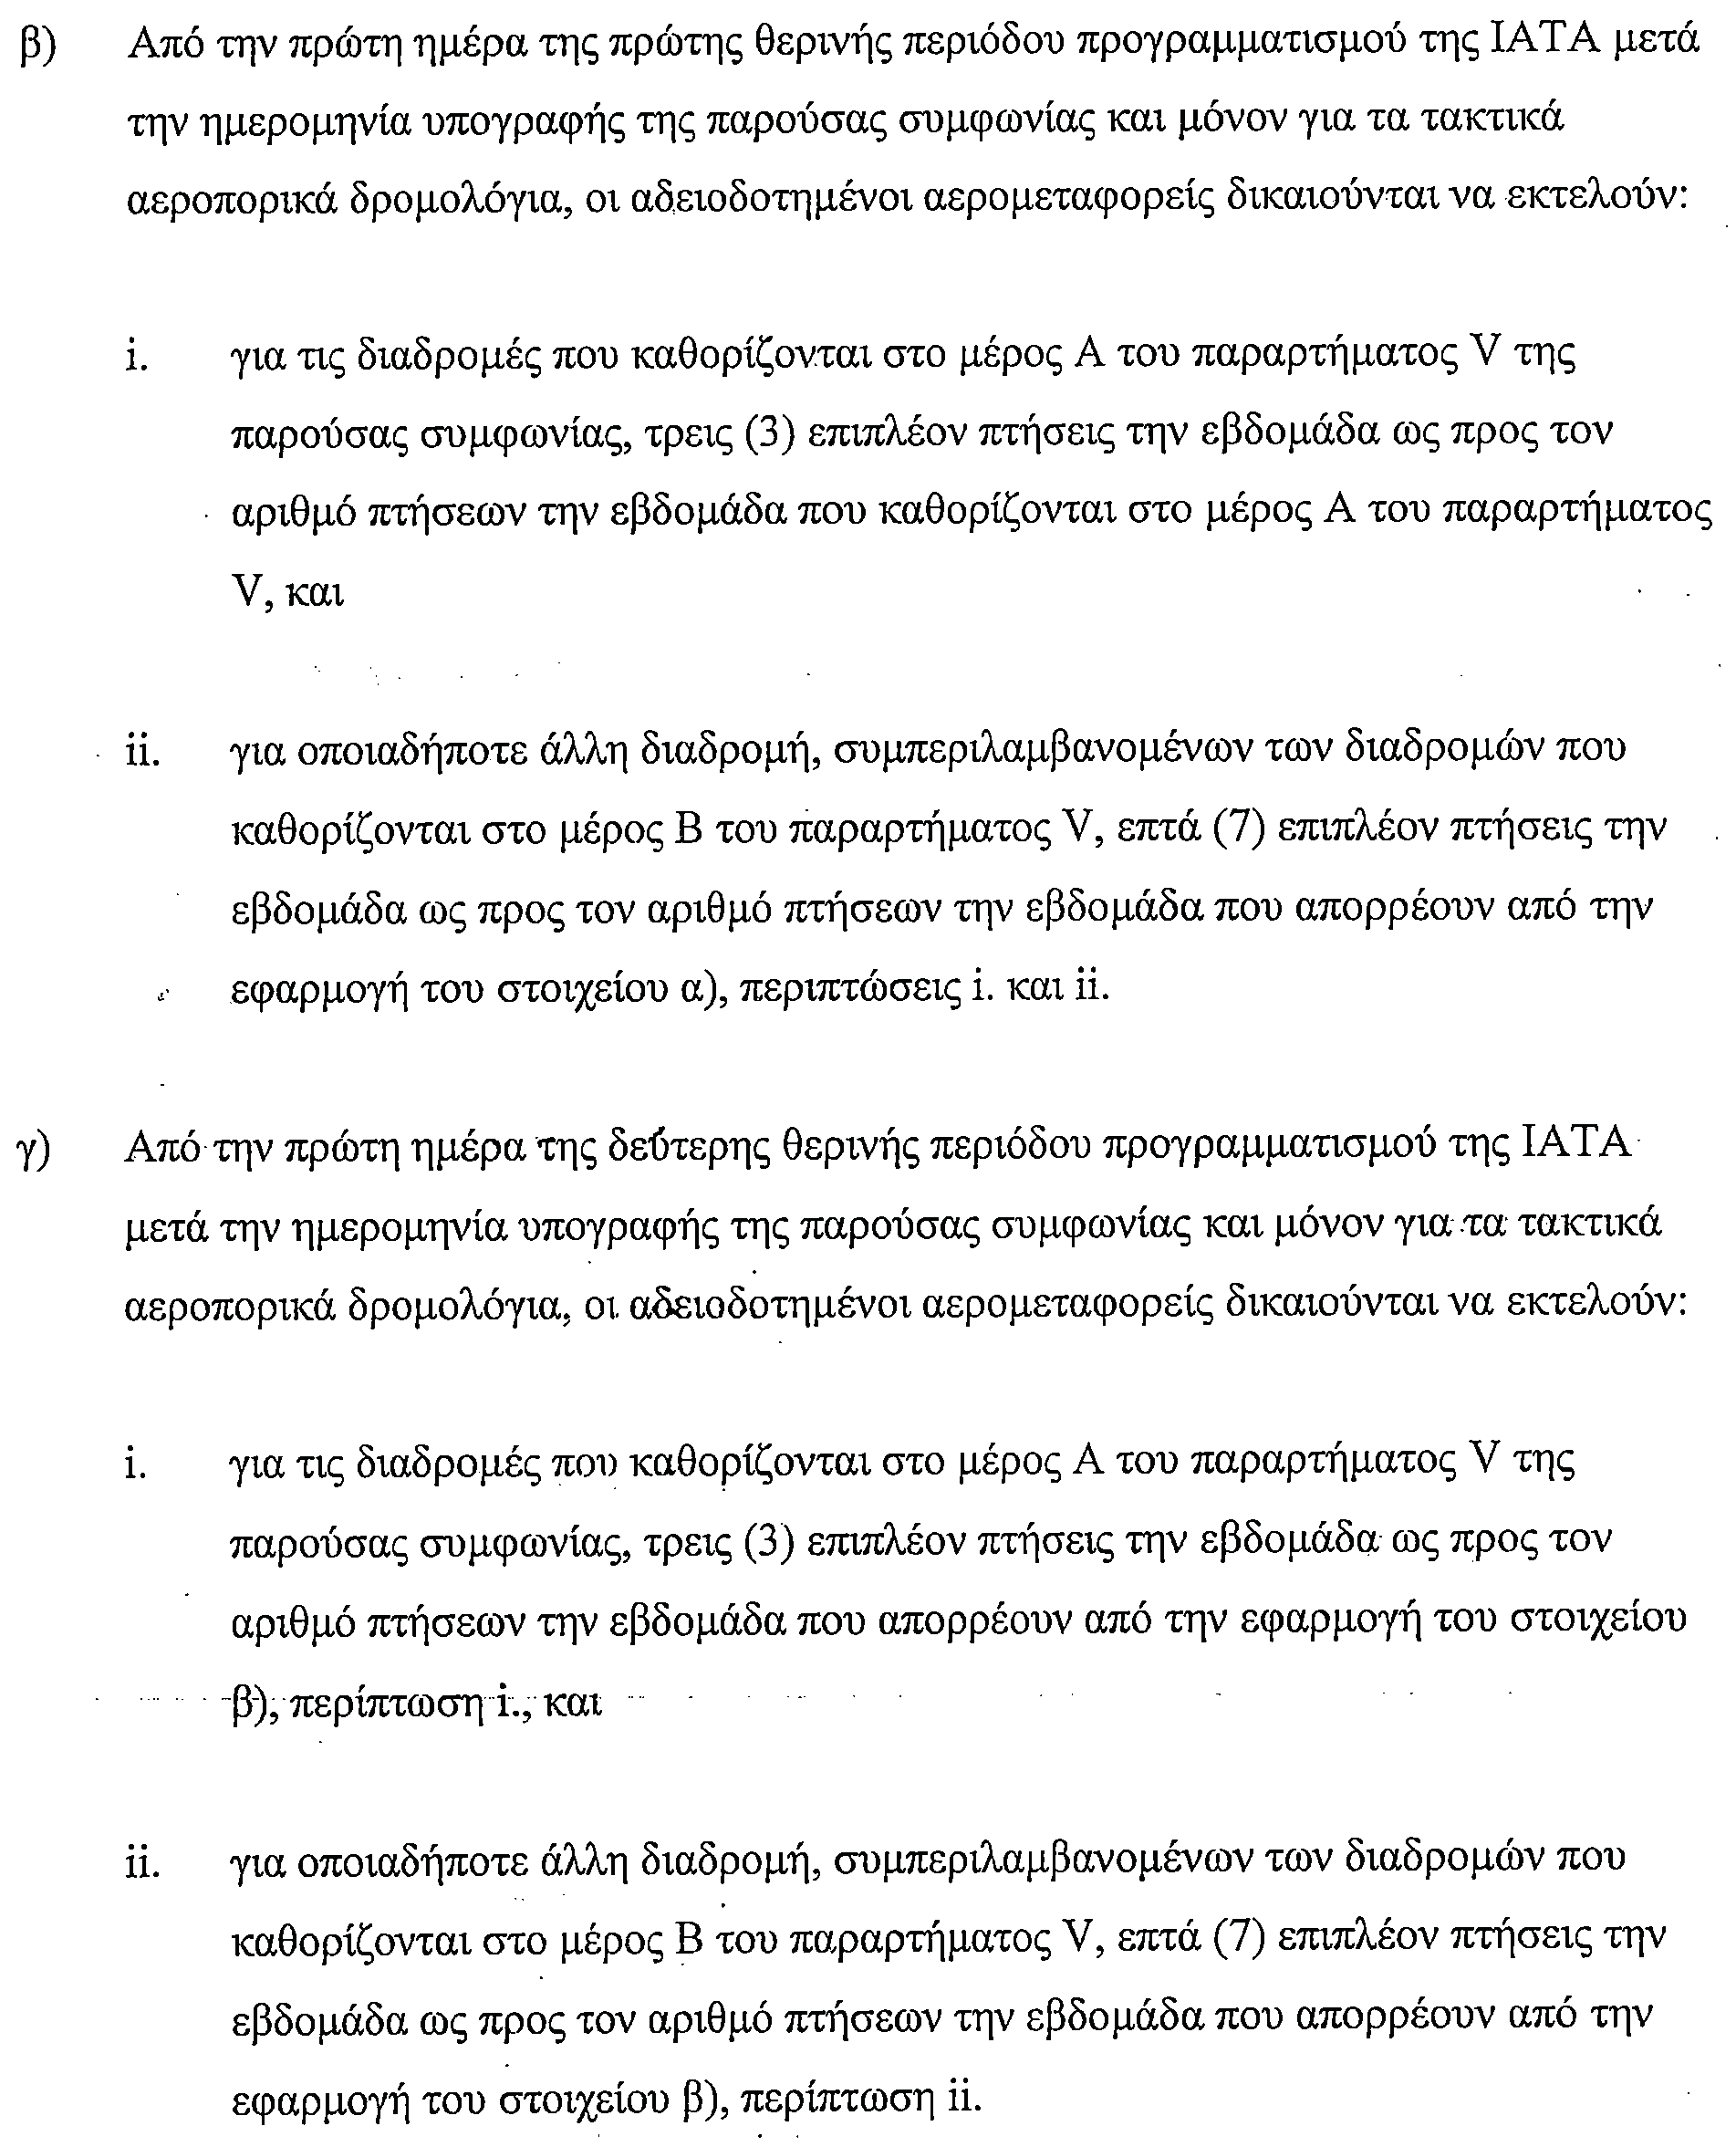 β) Από την πρώτη ημέρα της πρώτης θερινής περιόδου προγραμματισμού της ΙΑΤΑ μετά
την ημερομηνία υπογραφής της παρούσας συμφωνίας και μόνον για τα τακτικά
αεροπορικά δρομολόγια, οι αδειοδοτημένοι αερομεταφορείς δικαιούνται να εκτελούν:
i. για τις διαδρομές που καθορίζονται στο μέρος Α του παραρτήματος V της
παρούσας συμφωνίας, τρεις (3) επιπλέον πτήσεις την εβδομάδα ως προς τον
αριθμό πτήσεων την εβδομάδα που καθορίζονται στο μέρος Α του παραρτήματος
V, και
ii. για οποιαδήποτε άλλη διαδρομή, συμπεριλαμβανομένων των διαδρομών που
καθορίζονται στο μέρος Β του παραρτήματος V, επτά (7) επιπλέον πτήσεις την
εβδομάδα ως προς τον αριθμό πτήσεων την εβδομάδα που απορρέουν από την
εφαρμογή του στοιχείου α), περιπτώσεις i. και ii.
γ) Από την πρώτη ημέρα της δεύτερης θερινής περιόδου προγραμματισμού της ΙΑΤΑ
μετά την ημερομηνία υπογραφής της παρούσας συμφωνίας και μόνον για τα τακτικά
αεροπορικά δρομολόγια, οι αδειοδοτημένοι αερομεταφορείς δικαιούνται να εκτελούν:
i. για τις διαδρομές που καθορίζονται στο μέρος Α του παραρτήματος V της
παρούσας συμφωνίας, τρεις (3) επιπλέον πτήσεις την εβδομάδα ως προς τον
αριθμό πτήσεων την εβδομάδα που απορρέουν από την εφαρμογή του στοιχείου
β), περίπτωση i., και
ii. για οποιαδήποτε άλλη διαδρομή, συμπεριλαμβανομένων των διαδρομών που
καθορίζονται στο μέρος Β του παραρτήματος V, επτά (7) επιπλέον πτήσεις την
εβδομάδα ως προς τον αριθμό πτήσεων την εβδομάδα που απορρέουν από την
εφαρμογή του στοιχείου β), περίπτωση ii.